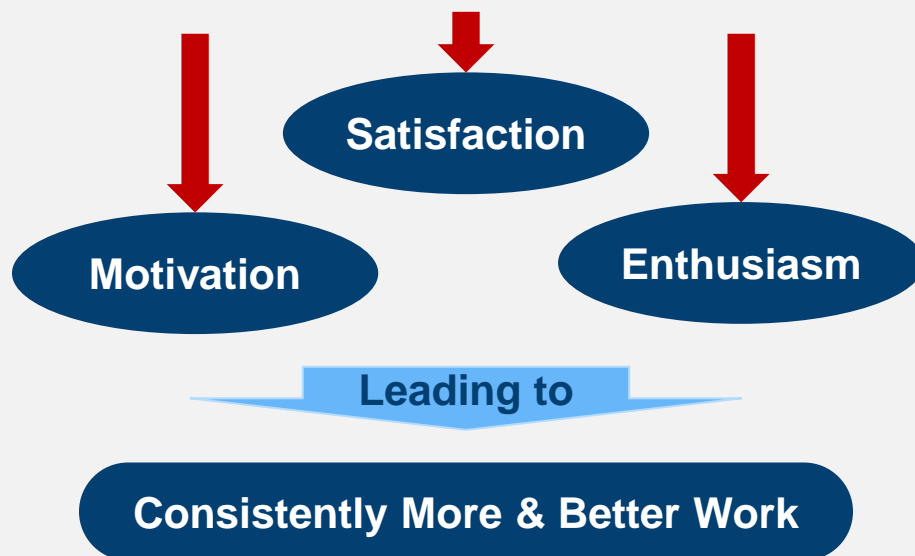 Satisfaction
Motivation
Enthusiasm
Leading to
Consistently More & Better Work